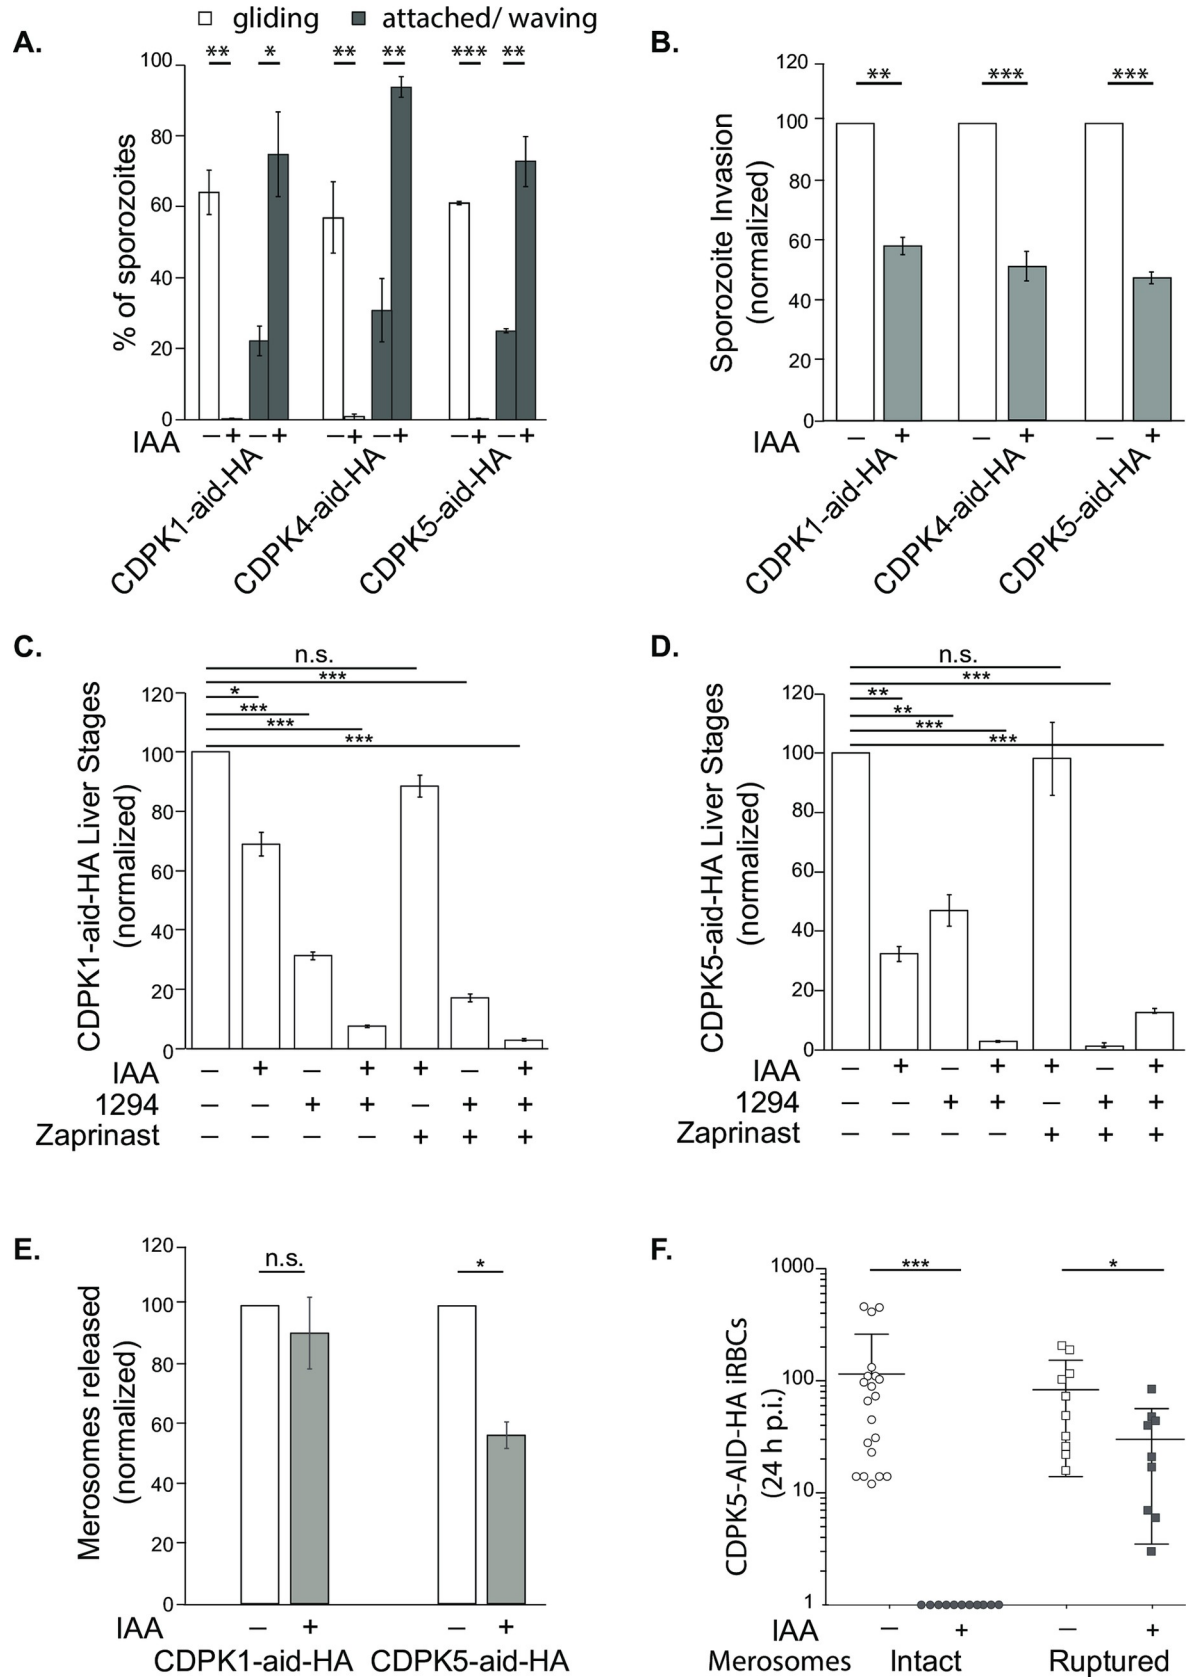 gliding attached/ waving
A.
** * ** ** *** **
100
80
60
40
20
0
% of sporozoites
IAA – + – + – + – + – + – +
CDPK1-aid-HA CDPK4-aid-HA CDPK5-aid-HA
B.
** *** ***
120
100
80
60
40
20
0
Sporozoite Invasion
(normalized)
IAA – + – + – +
CDPK1-aid-HA CDPK4-aid-HA CDPK5-aid-HA
C.
n.s.
***
*
***
***
***
120
100
80
60
40
20
0
CDPK1-aid-HA Liver Stages
(normalized)
IAA – + – + + – +
1294 – – + + – + +
Zaprinast – – – – + + +
D.
n.s.
***
**
**
***
***
120
100
80
60
40
20
0
CDPK5-aid-HA Liver Stages
(normalized)
IAA – + – + + – +
1294 – – + + – + +
Zaprinast – – – – + + +
E.
n.s. *
120
100
80
60
40
20
0
Merosomes released
(normalized)
IAA – + – +
CDPK1-aid-HA CDPK5-aid-HA
F.
*** *
1000
100
10
1
CDPK5-AID-HA iRBCs
(24 h p.i.)
IAA – + – +
Merosomes Intact Ruptured